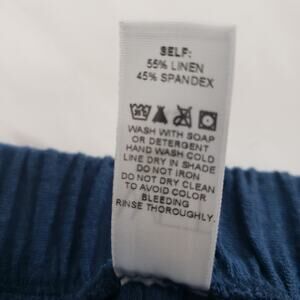 SELF:
55% LINEN
45% SPANDEX
WASH WITH SOAP
OR DETERGENT
HAND WASH COLD
LINE DRY IN SHADE
DO NOT IRON
DO NOT DRY CLEAN
TO AVOID COLOR
BLEEDING
RINSE THOROUGHLY.